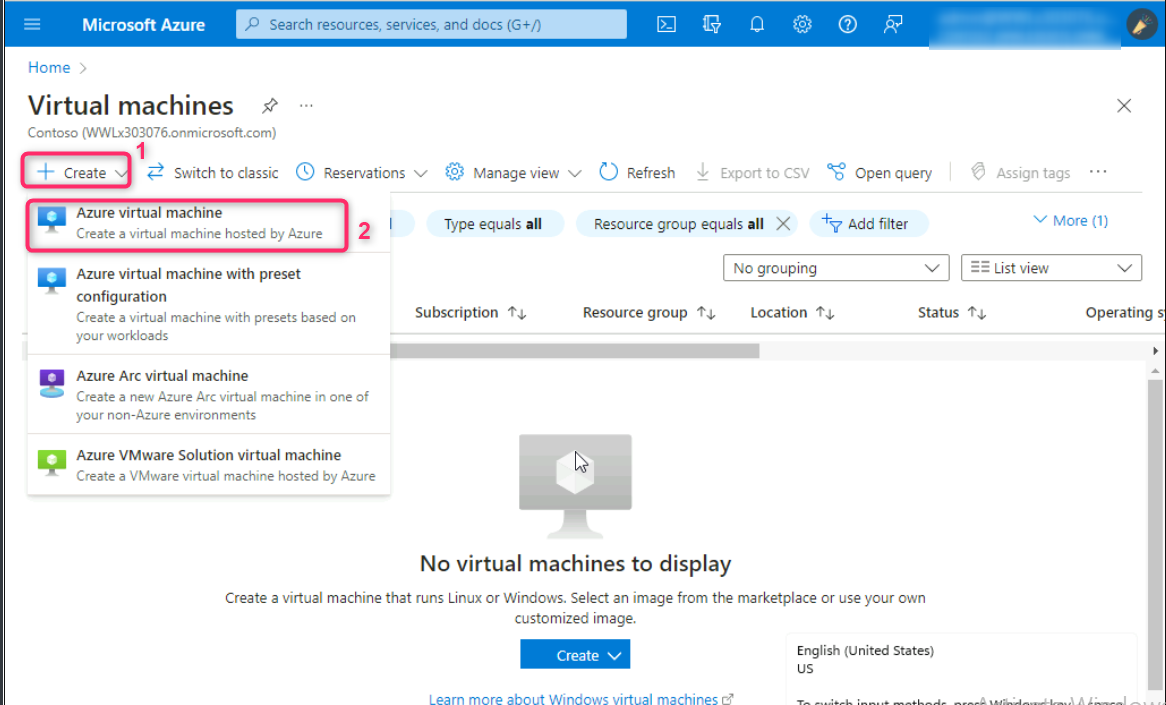 Microsoft Azure
Search resources, services, and docs (G+/)
Home
Virtual machines
Contoso (WWLx303076.onmicrosoft.com)
1
Create
Switch to classic
Reservations
Manage view
Refresh
Export to CSV
Open query
Assign tags
Azure virtual machine
Create a virtual machine hosted by Azure
2
Type equals all
Resource group equals all
Add filter
More (1)
Azure virtual machine with preset
configuration
Create a virtual machine with presets based on
your workloads
No grouping
List view
Subscription
Resource group
Location
Status
Operating sy
Azure Arc virtual machine
Create a new Azure Arc virtual machine in one of
your non-Azure environments
Azure VMware Solution virtual machine
Create a VMware virtual machine hosted by Azure
No virtual machines to display
Create a virtual machine that runs Linux or Windows. Select an image from the marketplace or use your own
customized image.
Create
English (United States)
US
Learn more about Windows virtual machines
To switch input methods, press Windows key